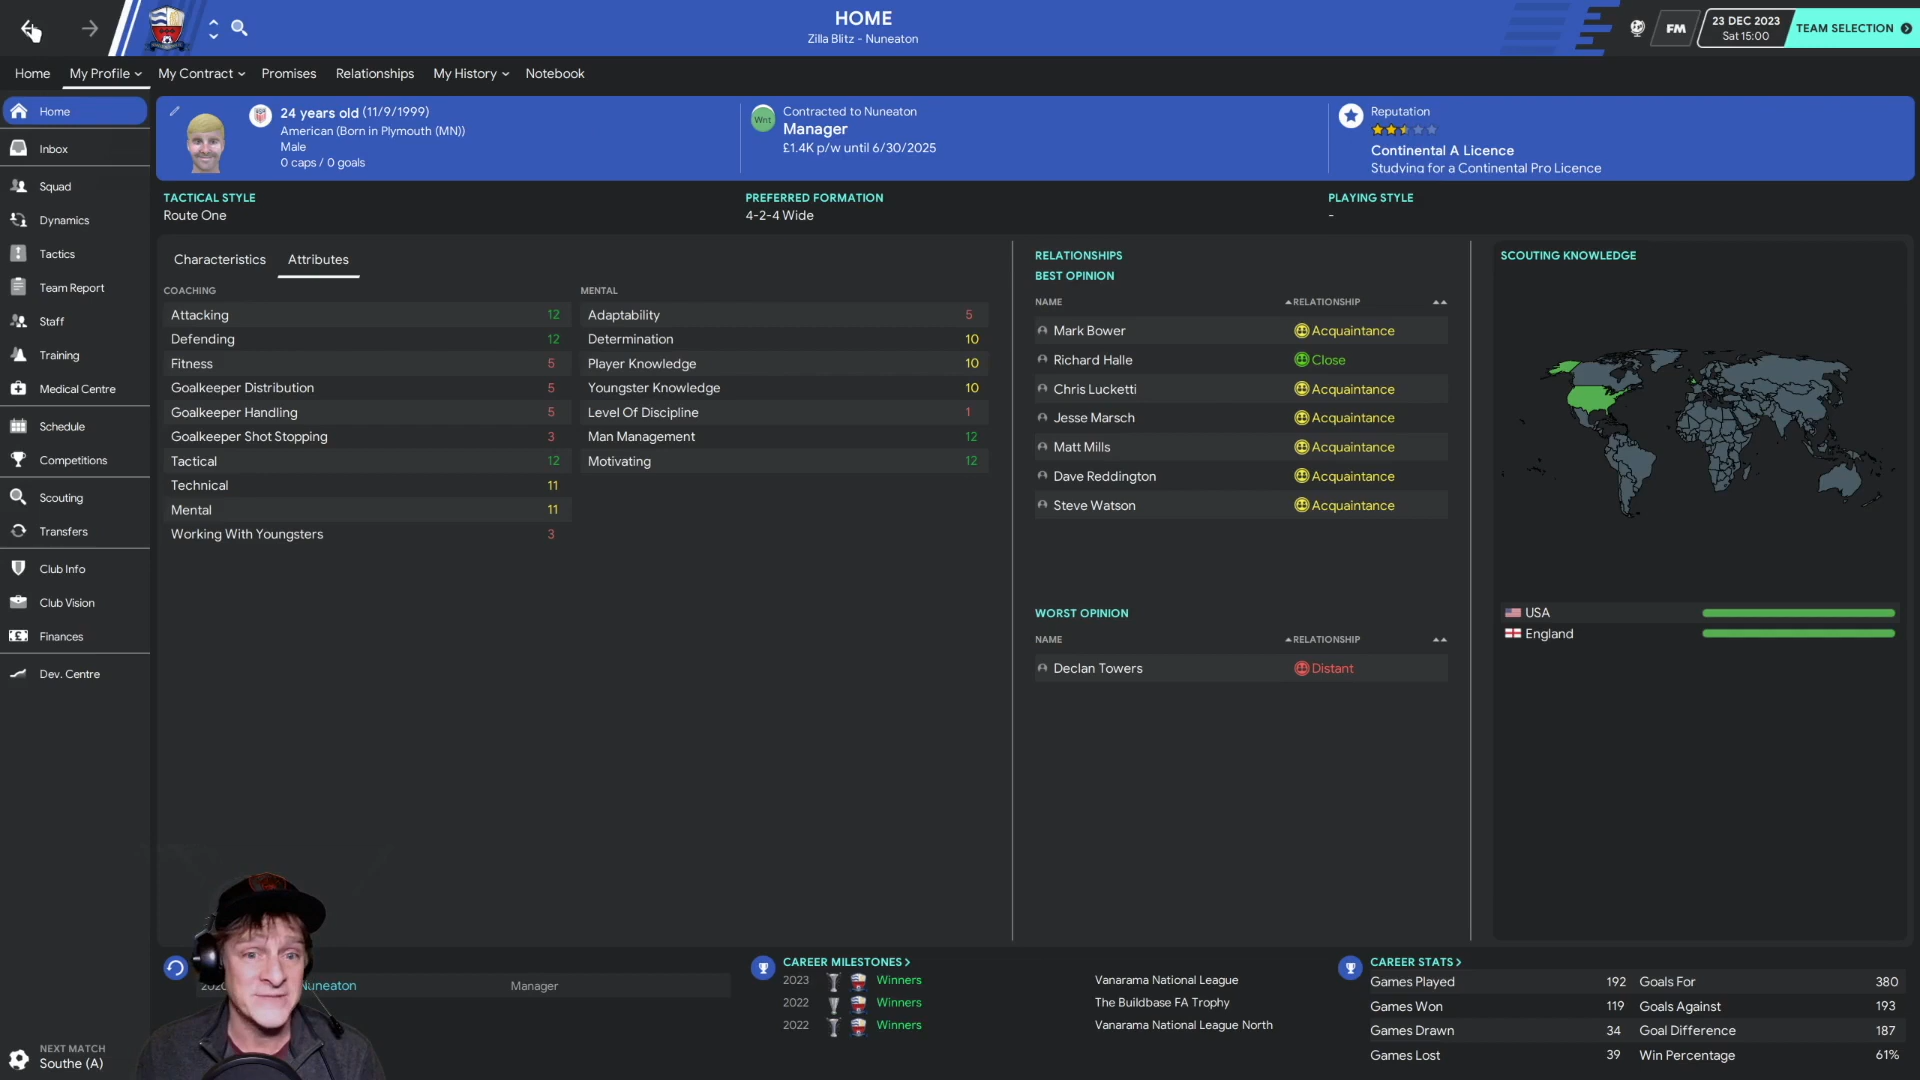 HOME
Zilla Blitz - Nuneaton
FM
23 DEC 2023
Sat 15:00
TEAM SELECTION
Home
My Profile
My Contract
Promises
Relationships
My History
Notebook
Home
Inbox
Squad
Dynamics
Tactics
Team Report
Staff
Training
Medical Centre
Schedule
Competitions
Scouting
Transfers
Club Info
Club Vision
Finances
Dev. Centre
NEXT MATCH
Southe (A)
24 years old (11/9/1999)
American (Born in Plymouth (MN))
Male
0 caps / 0 goals
Wnt
Contracted to Nuneaton
Manager
£1.4K p/w until 6/30/2025
Reputation
Continental A Licence
Studying for a Continental Pro Licence
TACTICAL STYLE
Route One
PREFERRED FORMATION
4-2-4 Wide
PLAYING STYLE
-
Characteristics
Attributes
COACHING
Attacking 12
Defending 12
Fitness 5
Goalkeeper Distribution 5
Goalkeeper Handling 5
Goalkeeper Shot Stopping 3
Tactical 12
Technical 11
Mental 11
Working With Youngsters 3
MENTAL
Adaptability 5
Determination 10
Player Knowledge 10
Youngster Knowledge 10
Level Of Discipline 1
Man Management 12
Motivating 12
RELATIONSHIPS
BEST OPINION
NAME RELATIONSHIP
Mark Bower Acquaintance
Richard Halle Close
Chris Lucketti Acquaintance
Jesse Marsch Acquaintance
Matt Mills Acquaintance
Dave Reddington Acquaintance
Steve Watson Acquaintance
WORST OPINION
NAME RELATIONSHIP
Declan Towers Distant
SCOUTING KNOWLEDGE
USA
England
Nuneaton Manager
CAREER MILESTONES
2023 Winners Vanarama National League
2022 Winners The Buildbase FA Trophy
2022 Winners Vanarama National League North
CAREER STATS
Games Played 192 Goals For 380
Games Won 119 Goals Against 193
Games Drawn 34 Goal Difference 187
Games Lost 39 Win Percentage 61%